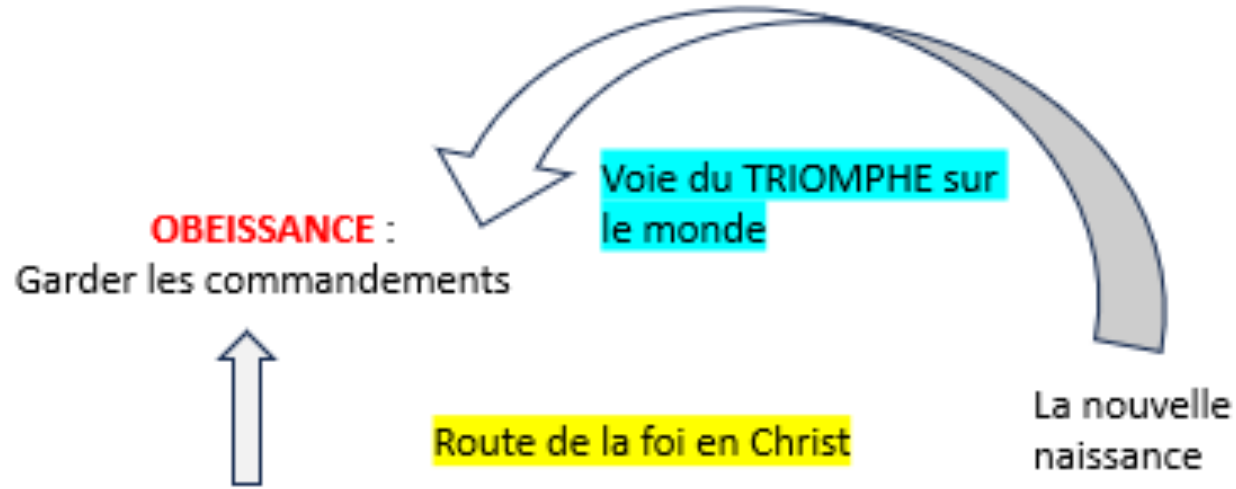 Voie du TRIOMPHE sur
le monde
OBEISSANCE :
Garder les commandements
Route de la foi en Christ
La nouvelle
naissance